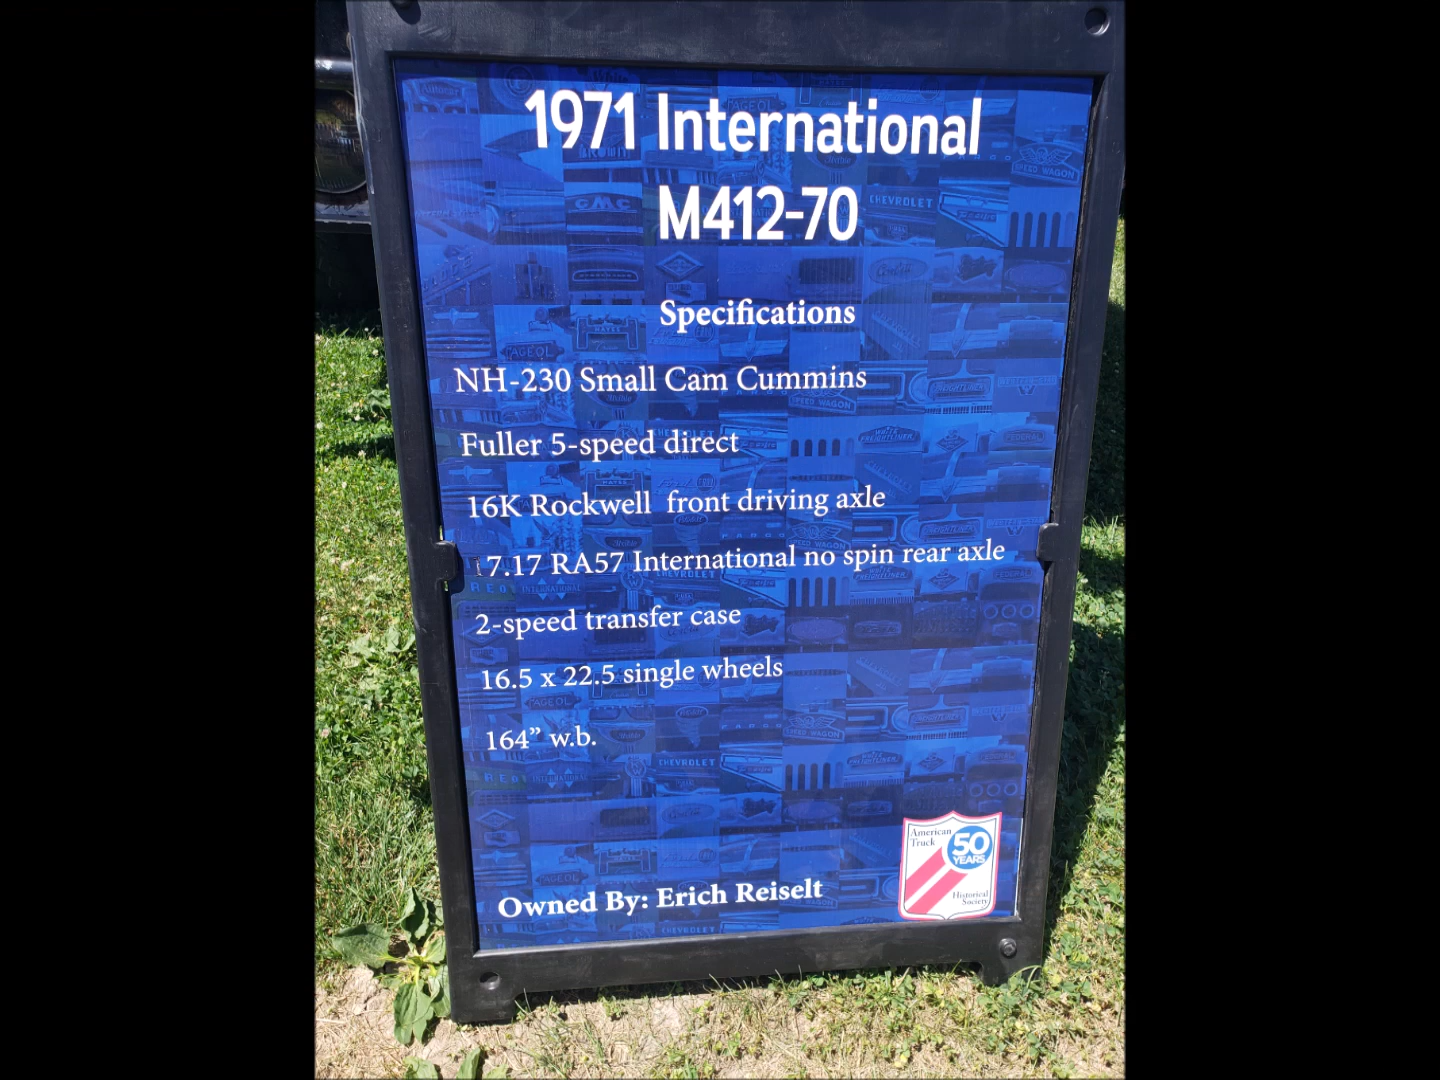 1971 International
M412-70
Specifications
NH-230 Small Cam Cummins
Fuller 5-speed direct
16K Rockwell front driving axle
7.17 RA57 International no spin rear axle
2-speed transfer case
16.5 x 22.5 single wheels
164” w.b.
Owned By: Erich Reiselt
American
Truck
50
YEARS
Historical
Society